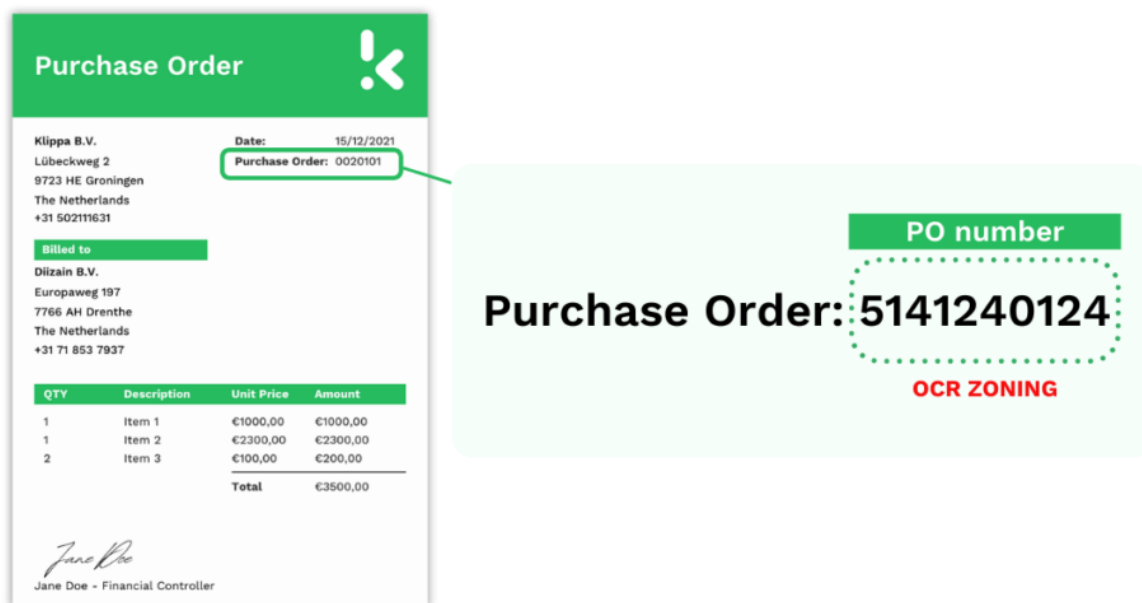 Purchase Order
Klippa B.V.
Lübeckweg 2
9723 HE Groningen
The Netherlands
+31 502111631
Date: 15/12/2021
Purchase Order: 0020101
Billed to
Diizain B.V.
Europaweg 197
7766 AH Drenthe
The Netherlands
+31 71 853 7937
QTY Description Unit Price Amount
1 Item 1 €1000,00 €1000,00
1 Item 2 €2300,00 €2300,00
2 Item 3 €100,00 €200,00
Total €3500,00
Jane Doe
Jane Doe - Financial Controller
PO number
Purchase Order: 5141240124
OCR ZONING